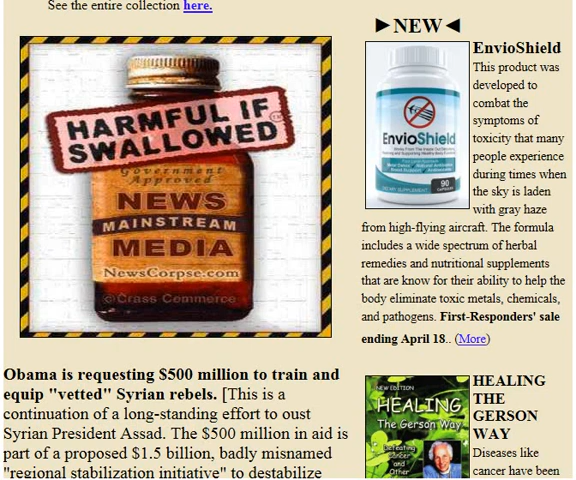 See the entire collection here.
HARMFUL IF
SWALLOWED
Government
Approved
NEWS
MAINSTREAM
MEDIA
NewsCorpse.com
©Crass Commerce
►NEW◄
EnvioShield
90
EnvioShield
This product was
developed to
combat the
symptoms of
toxicity that many
people experience
during times when
the sky is laden
with gray haze
from high-flying aircraft. The formula
includes a wide spectrum of herbal
remedies and nutritional supplements
that are know for their ability to help the
body eliminate toxic metals, chemicals,
and pathogens. First-Responders' sale
ending April 18.. (More)
Obama is requesting $500 million to train and
equip "vetted" Syrian rebels. [This is a
continuation of a long-standing effort to oust
Syrian President Assad. The $500 million in aid is
part of a proposed $1.5 billion, badly misnamed
"regional stabilization initiative" to destabilize
NEW EDITION
HEALING
The Gerson Way
Defeating
Cancer
and
Other
HEALING
THE
GERSON
WAY
Diseases like
cancer have been